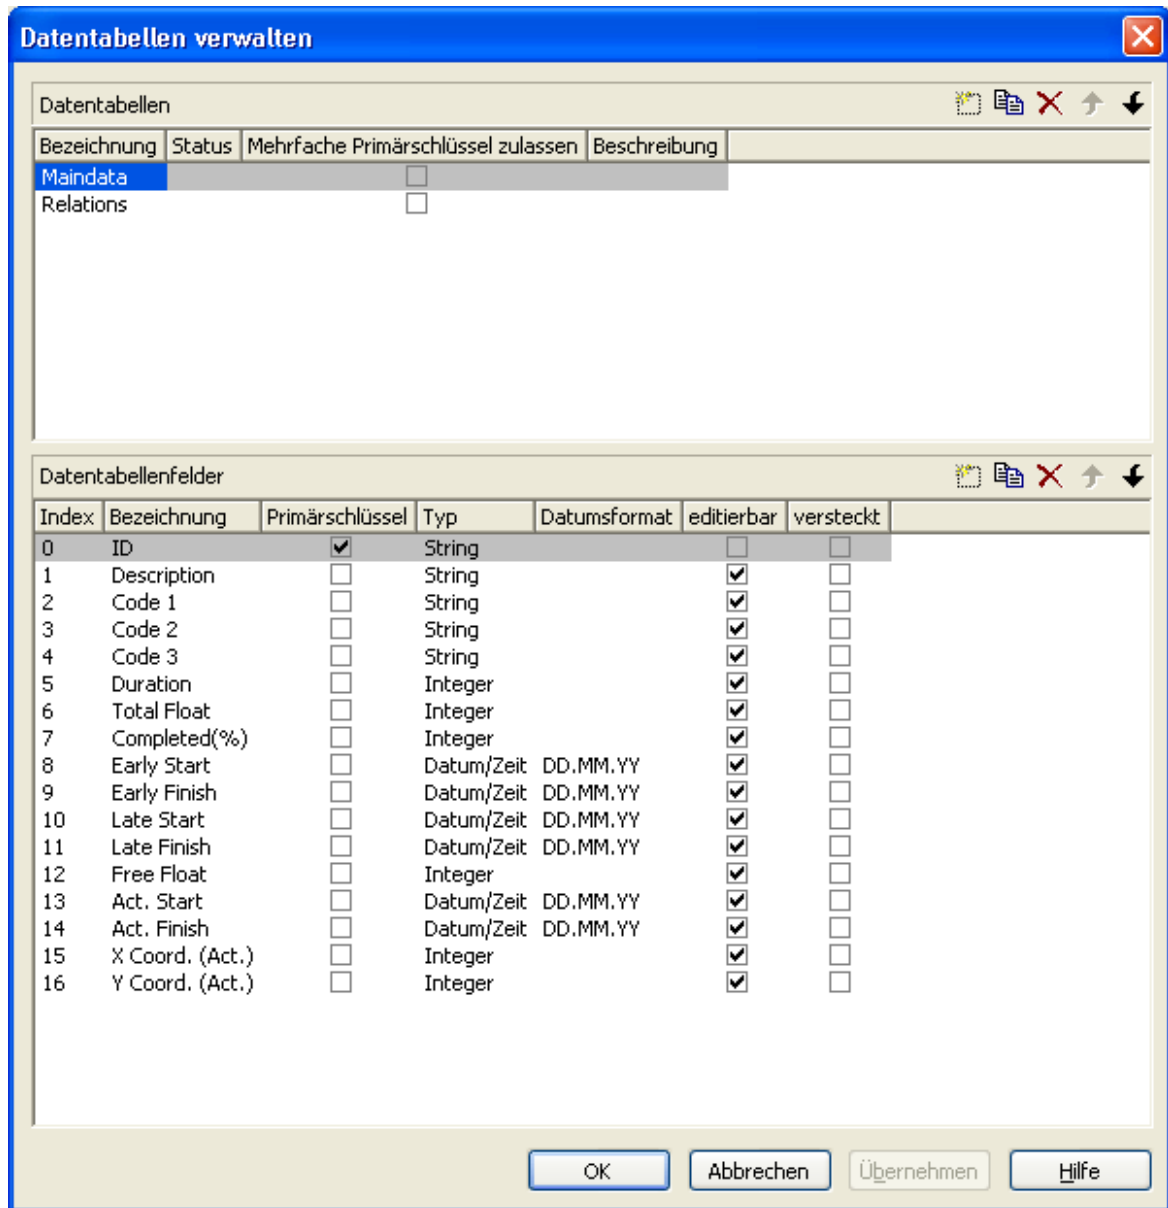 Datentabellen verwalten
Datentabellen
Bezeichnung Status Mehrfache Primärschlüssel zulassen Beschreibung
Maindata
Relations
Datentabellenfelder
Index Bezeichnung Primärschlüssel Typ Datumsformat editierbar versteckt
0 ID String
1 Description String
2 Code 1 String
3 Code 2 String
4 Code 3 String
5 Duration Integer
6 Total Float Integer
7 Completed(%) Integer
8 Early Start Datum/Zeit DD.MM.YY
9 Early Finish Datum/Zeit DD.MM.YY
10 Late Start Datum/Zeit DD.MM.YY
11 Late Finish Datum/Zeit DD.MM.YY
12 Free Float Integer
13 Act. Start Datum/Zeit DD.MM.YY
14 Act. Finish Datum/Zeit DD.MM.YY
15 X Coord. (Act.) Integer
16 Y Coord. (Act.) Integer
OK Abbrechen Übernehmen Hilfe